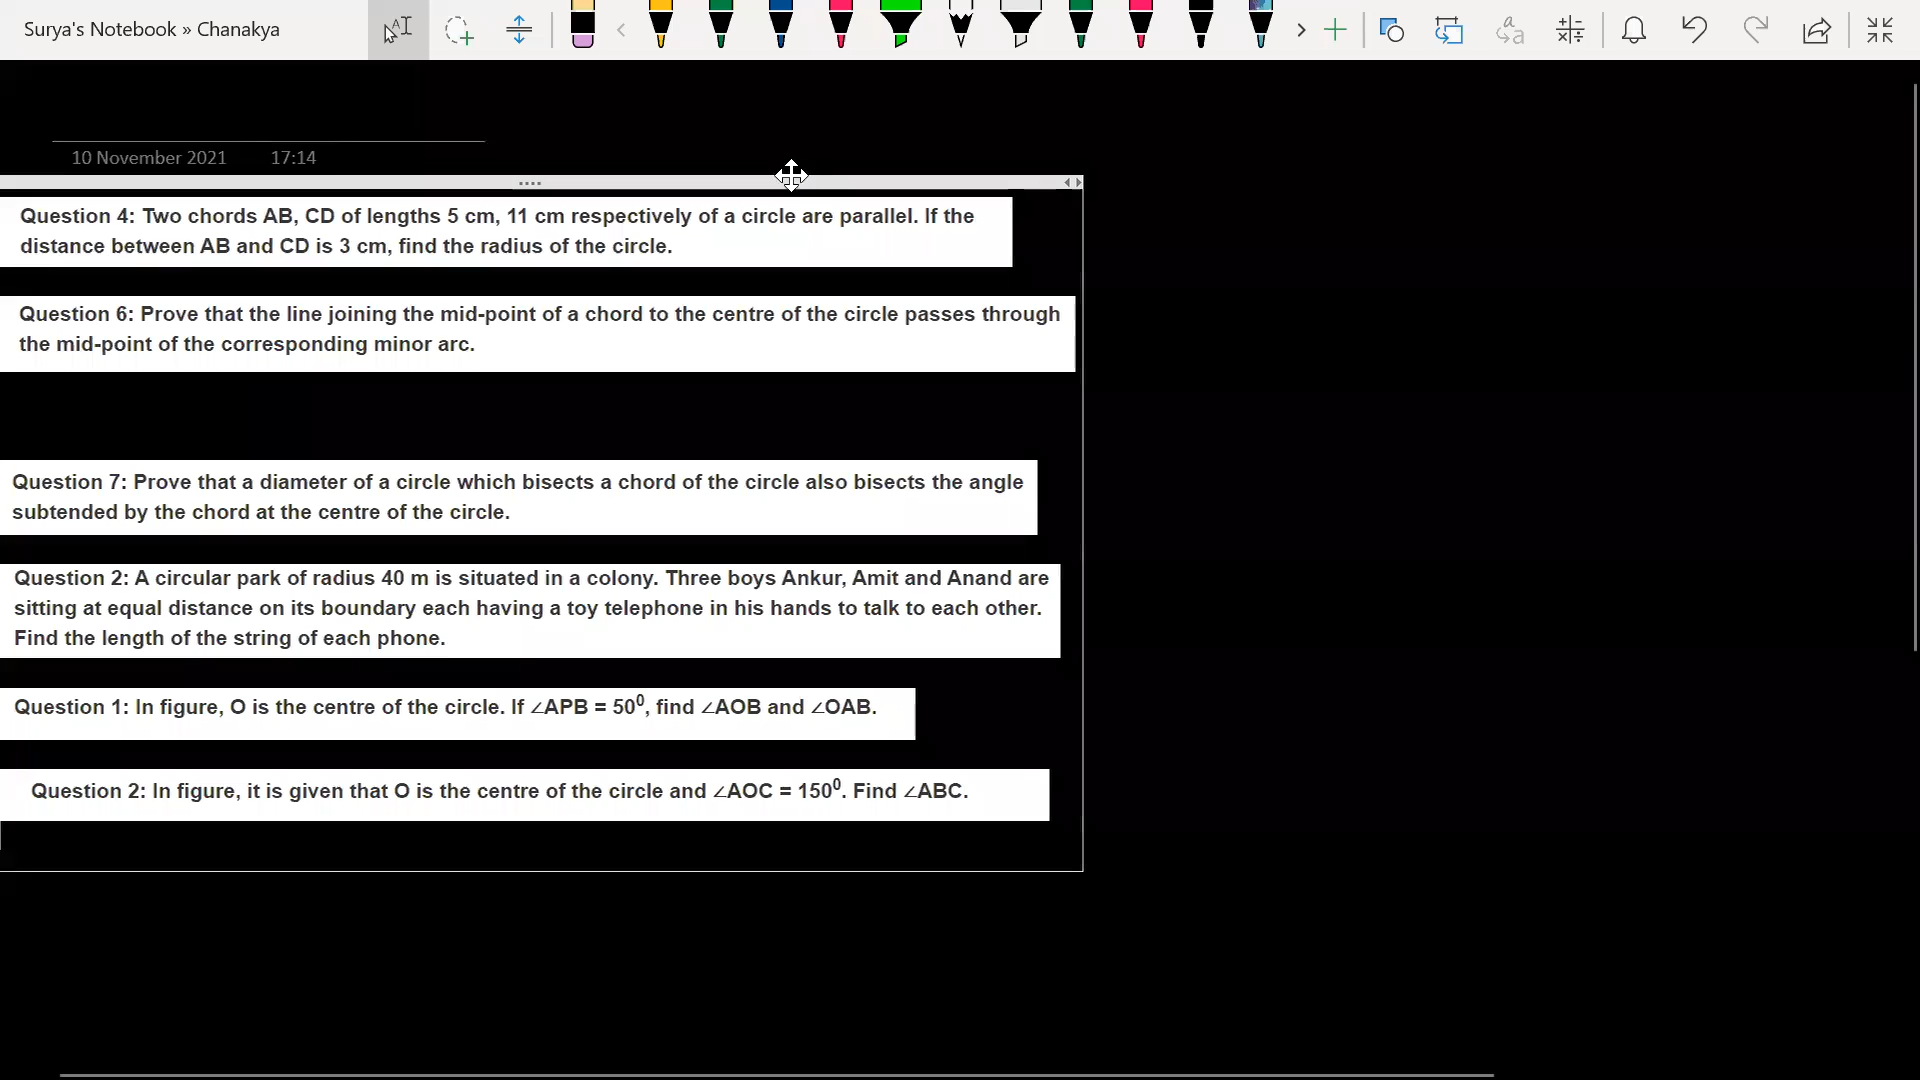 Surya's Notebook » Chanakya
10 November 2021 17:14
Question 4: Two chords AB, CD of lengths 5 cm, 11 cm respectively of a circle are parallel. If the
distance between AB and CD is 3 cm, find the radius of the circle.
Question 6: Prove that the line joining the mid-point of a chord to the centre of the circle passes through
the mid-point of the corresponding minor arc.
Question 7: Prove that a diameter of a circle which bisects a chord of the circle also bisects the angle
subtended by the chord at the centre of the circle.
Question 2: A circular park of radius 40 m is situated in a colony. Three boys Ankur, Amit and Anand are
sitting at equal distance on its boundary each having a toy telephone in his hands to talk to each other.
Find the length of the string of each phone.
Question 1: In figure, O is the centre of the circle. If ∠APB = 50⁰, find ∠AOB and ∠OAB.
Question 2: In figure, it is given that O is the centre of the circle and ∠AOC = 150⁰. Find ∠ABC.